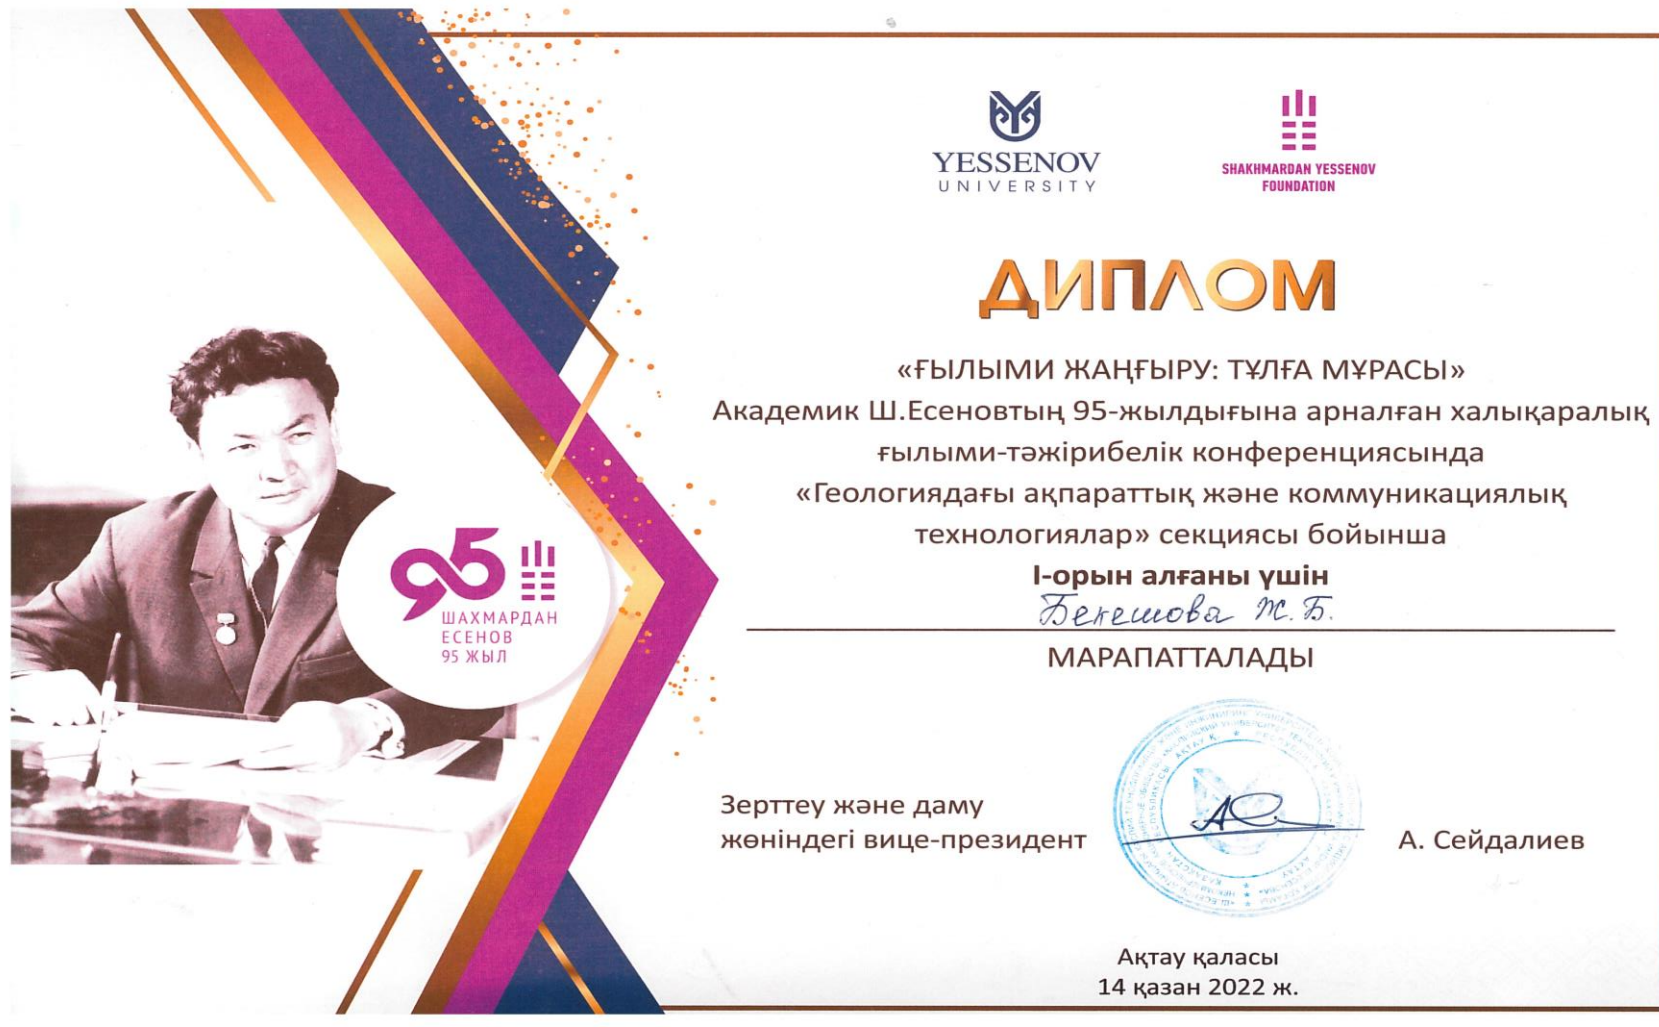 YESSENOV
UNIVERSITY
SHAKHMARDAN YESSENOV
FOUNDATION
ДИПЛОМ
«ҒЫЛЫМИ ЖАҢҒЫРУ: ТҰЛҒА МҰРАСЫ»
Академик Ш.Есеновтың 95-жылдығына арналған халықаралық
ғылыми-тәжірибелік конференциясында
«Геологиядағы ақпараттық және коммуникациялық
технологиялар» секциясы бойынша
І-орын алғаны үшін
Бекешова Ж.Б.
МАРАПАТТАЛАДЫ
95
ШАХМАРДАН
ЕСЕНОВ
95 ЖЫЛ
Зерттеу және даму
жөніндегі вице-президент
А. Сейдалиев
Ақтау қаласы
14 қазан 2022 ж.